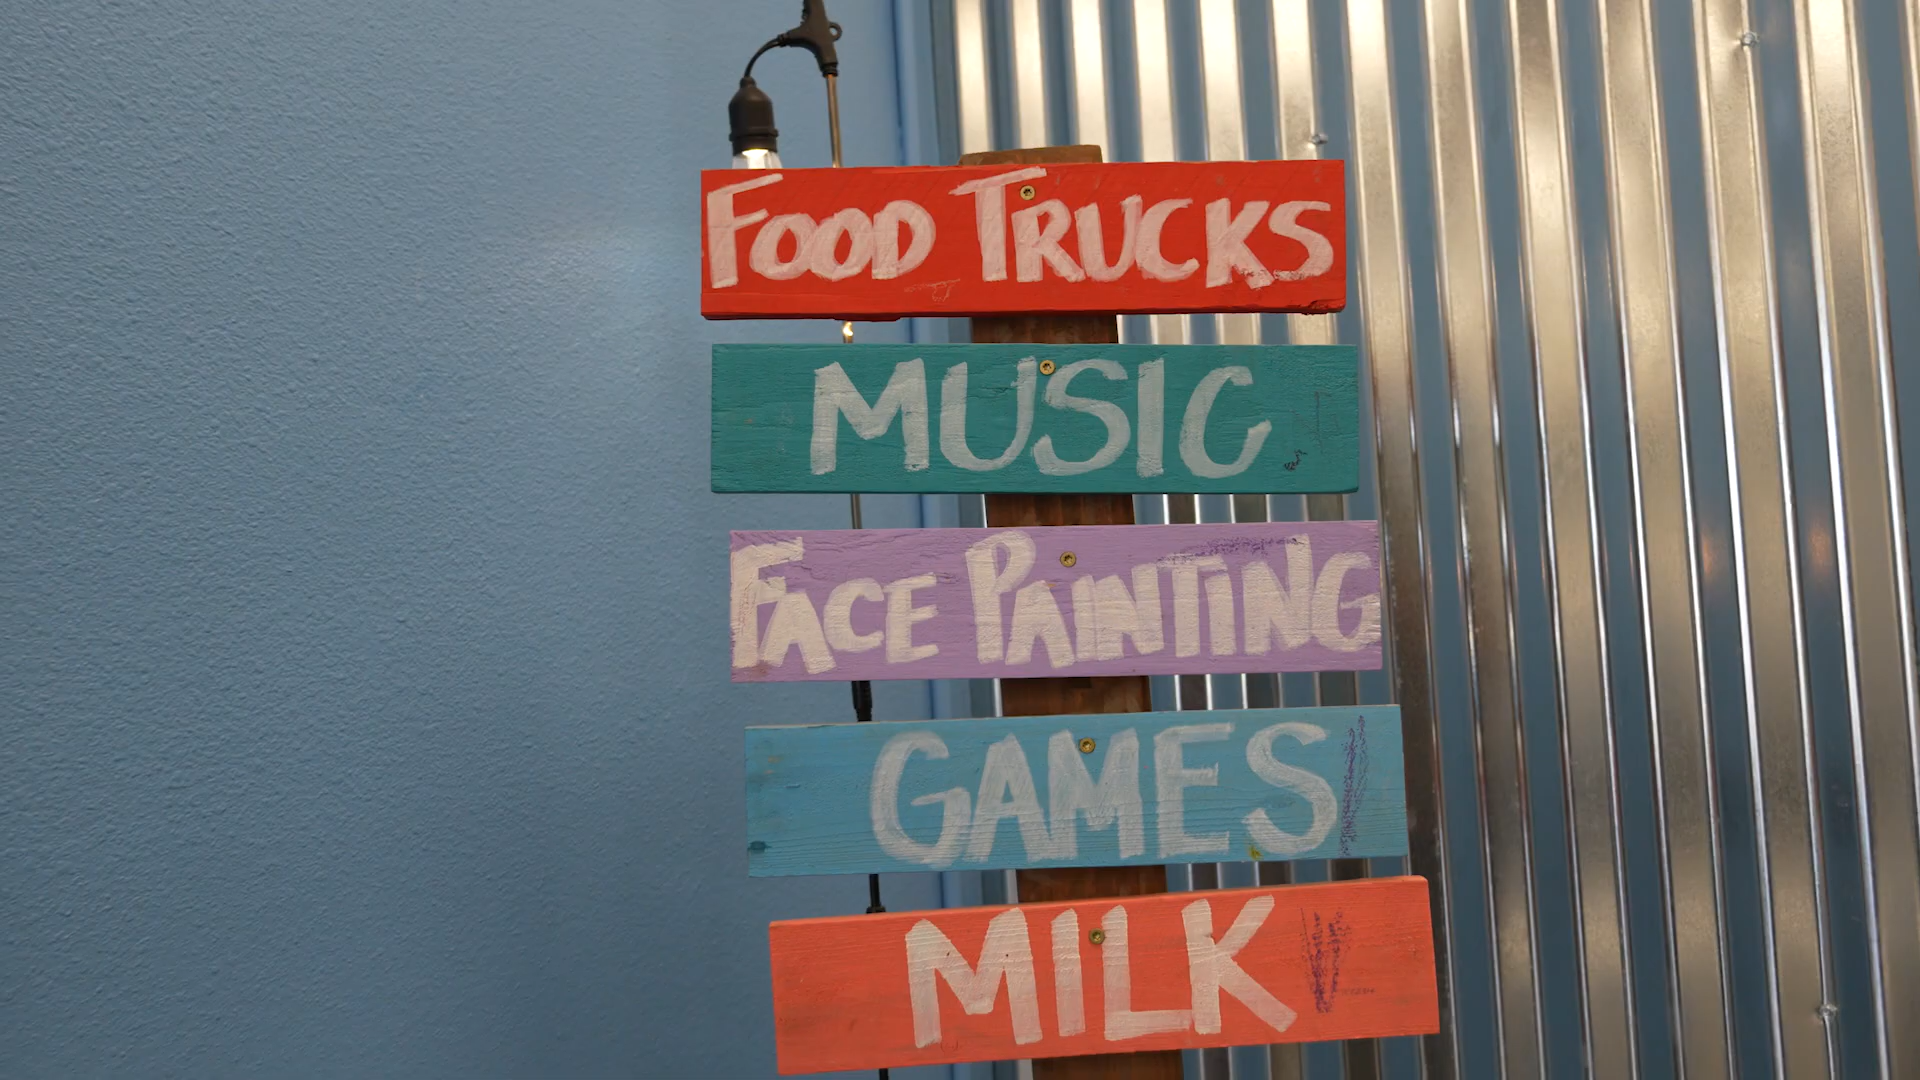 FOOD TRUCKS
MUSIC
FACE PAINTING
GAMES
MILK